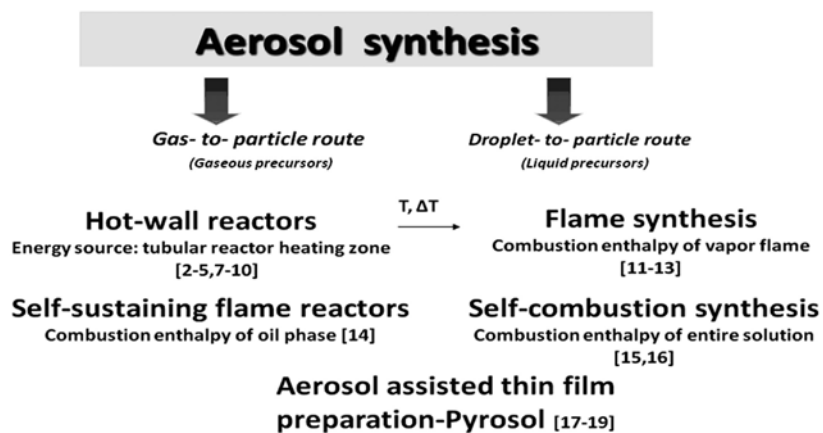 Aerosol synthesis
Gas- to- particle route
(Gaseous precursors)
Droplet- to- particle route
(Liquid precursors)
T, ΔT
Hot-wall reactors
Energy source: tubular reactor heating zone
[2-5,7-10]
Flame synthesis
Combustion enthalpy of vapor flame
[11-13]
Self-sustaining flame reactors
Combustion enthalpy of oil phase [14]
Self-combustion synthesis
Combustion enthalpy of entire solution
[15,16]
Aerosol assisted thin film
preparation-Pyrosol [17-19]